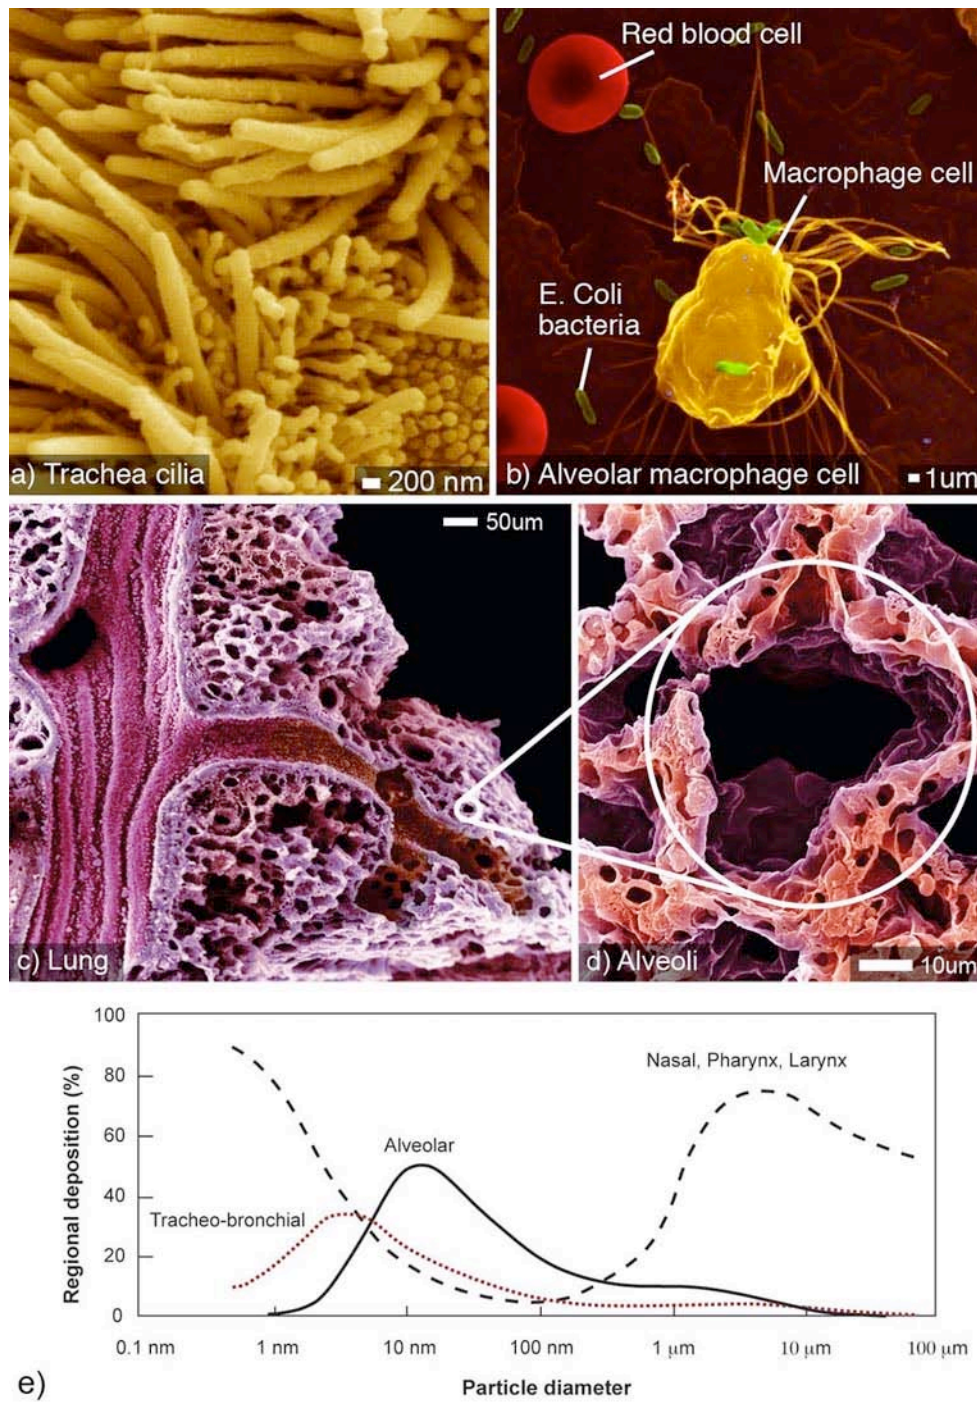 Red blood cell
Macrophage cell
E. Coli
bacteria
a) Trachea cilia
200 nm
b) Alveolar macrophage cell
1um
50um
c) Lung
d) Alveoli
10um
100
80
60
40
20
0
Regional deposition (%)
Nasal, Pharynx, Larynx
Alveolar
Tracheo-bronchial
0.1 nm 1 nm 10 nm 100 nm 1 μm 10 μm 100 μm
e)
Particle diameter